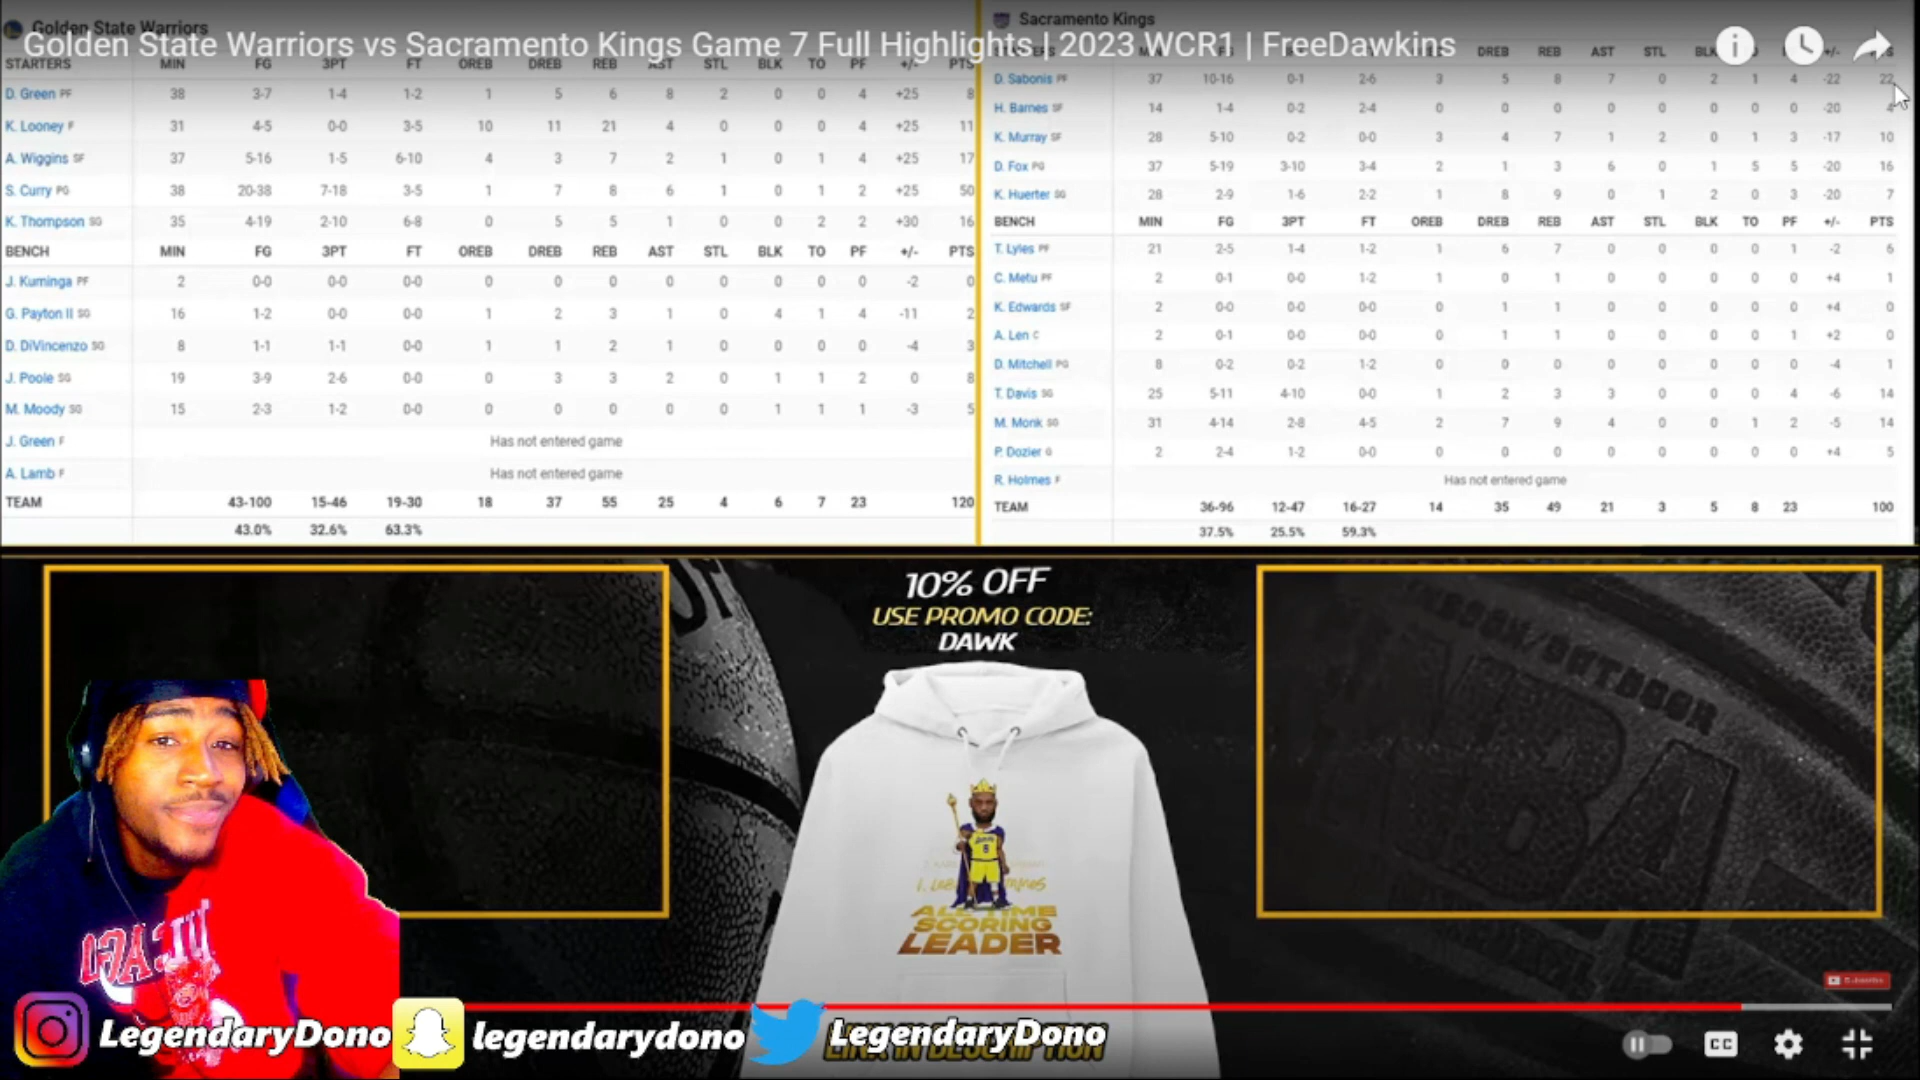 Golden State Warriors
Golden State Warriors vs Sacramento Kings Game 7 Full Highlights | 2023 WCR1 | FreeDawkins
STARTERS MIN FG 3PT FT OREB DREB REB AST STL BLK TO PF +/- PTS
D. Green PF 38 3-7 1-4 1-2 1 5 6 8 2 0 0 4 +25 8
K. Looney F 31 4-5 0-0 3-5 10 11 21 4 0 0 0 4 +25 11
A. Wiggins SF 37 5-16 1-5 6-10 4 3 7 2 1 0 1 4 +25 17
S. Curry PG 38 20-38 7-18 3-5 1 7 8 6 1 0 1 2 +25 50
K. Thompson SG 35 4-19 2-10 6-8 0 5 5 1 0 0 2 2 +30 16
BENCH MIN FG 3PT FT OREB DREB REB AST STL BLK TO PF +/- PTS
J. Kuminga PF 2 0-0 0-0 0-0 0 0 0 0 0 0 0 0 -2 0
G. Payton II SG 16 1-2 0-0 0-0 1 2 3 1 0 4 1 4 -11 2
D. DiVincenzo SG 8 1-1 1-1 0-0 1 1 2 1 0 0 0 0 -4 3
J. Poole SG 19 3-9 2-6 0-0 0 3 3 2 0 1 1 2 0 8
M. Moody SG 15 2-3 1-2 0-0 0 0 0 0 0 1 1 1 -3 5
J. Green F Has not entered game
A. Lamb F Has not entered game
TEAM 43-100 15-46 19-30 18 37 55 25 4 6 7 23 120
43.0% 32.6% 63.3%
Sacramento Kings
DREB REB AST STL
D. Sabonis PF 37 10-16 0-1 2-6 3 5 8 7 0 2 1 4 -22 22
H. Barnes SF 14 1-4 0-2 2-4 0 0 0 0 0 0 0 0 -20 4
K. Murray SF 28 5-10 0-2 0-0 3 4 7 1 2 0 1 3 -17 10
D. Fox PG 37 5-19 3-10 3-4 2 1 3 6 0 1 5 5 -20 16
K. Huerter SG 28 2-9 1-6 2-2 1 8 9 0 1 2 0 3 -20 7
BENCH MIN FG 3PT FT OREB DREB REB AST STL BLK TO PF +/- PTS
T. Lyles PF 21 2-5 1-4 1-2 1 6 7 0 0 0 0 1 -2 6
C. Metu PF 2 0-1 0-0 1-2 1 0 1 0 0 0 0 0 +4 1
K. Edwards SF 2 0-0 0-0 0-0 0 1 1 0 0 0 0 0 +4 0
A. Len C 2 0-1 0-0 0-0 0 1 1 0 0 0 0 1 +2 0
D. Mitchell PG 8 0-2 0-2 1-2 0 0 0 0 0 0 0 0 -4 1
T. Davis SG 25 5-11 4-10 0-0 1 2 3 3 0 0 0 4 -6 14
M. Monk SG 31 4-14 2-8 4-5 2 7 9 4 0 0 1 2 -5 14
P. Dozier G 2 2-4 1-2 0-0 0 0 0 0 0 0 0 0 +4 5
R. Holmes F Has not entered game
TEAM 36-96 12-47 16-27 14 35 49 21 3 5 8 23 100
37.5% 25.5% 59.3%
10% OFF
USE PROMO CODE:
DAWK
ALL TIME
SCORING
LEADER
LegendaryDono legendarydono LegendaryDono
LINK IN DESCRIPTION
CC